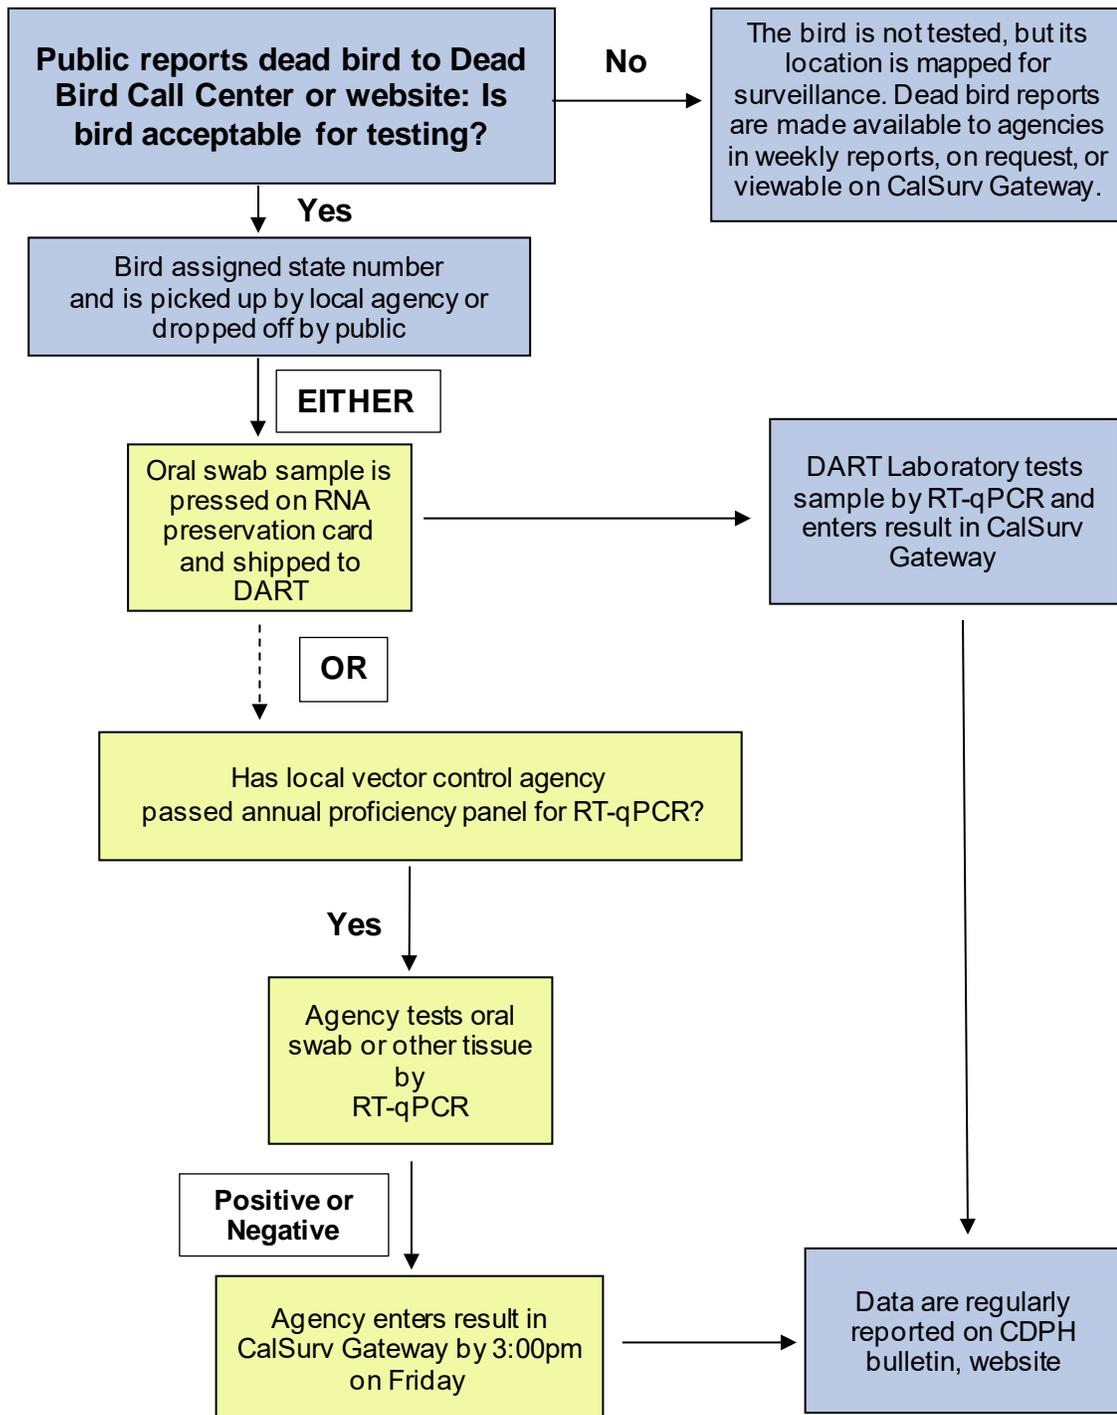 Public reports dead bird to Dead
Bird Call Center or website: Is
bird acceptable for testing?
No
The bird is not tested, but its
location is mapped for
surveillance. Dead bird reports
are made available to agencies
in weekly reports, on request, or
viewable on CalSurv Gateway.
Yes
Bird assigned state number
and is picked up by local agency or
dropped off by public
EITHER
Oral swab sample is
pressed on RNA
preservation card
and shipped to
DART
DART Laboratory tests
sample by RT-qPCR and
enters result in CalSurv
Gateway
OR
Has local vector control agency
passed annual proficiency panel for RT-qPCR?
Yes
Agency tests oral
swab or other tissue
by
RT-qPCR
Positive or
Negative
Agency enters result in
CalSurv Gateway by 3:00pm
on Friday
Data are regularly
reported on CDPH
bulletin, website